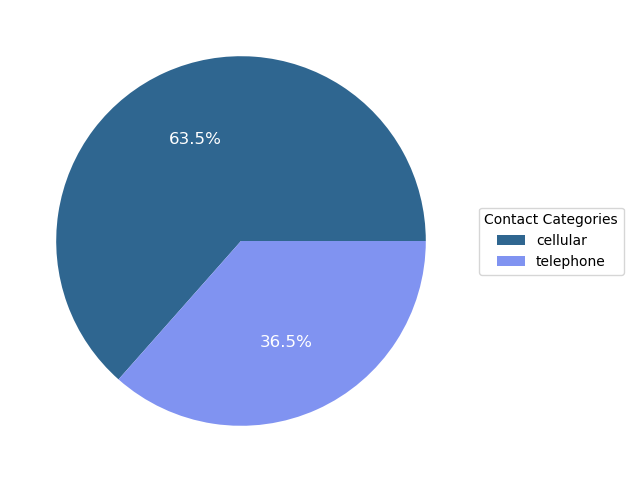 63.5%
36.5%
Contact Categories
cellular
telephone